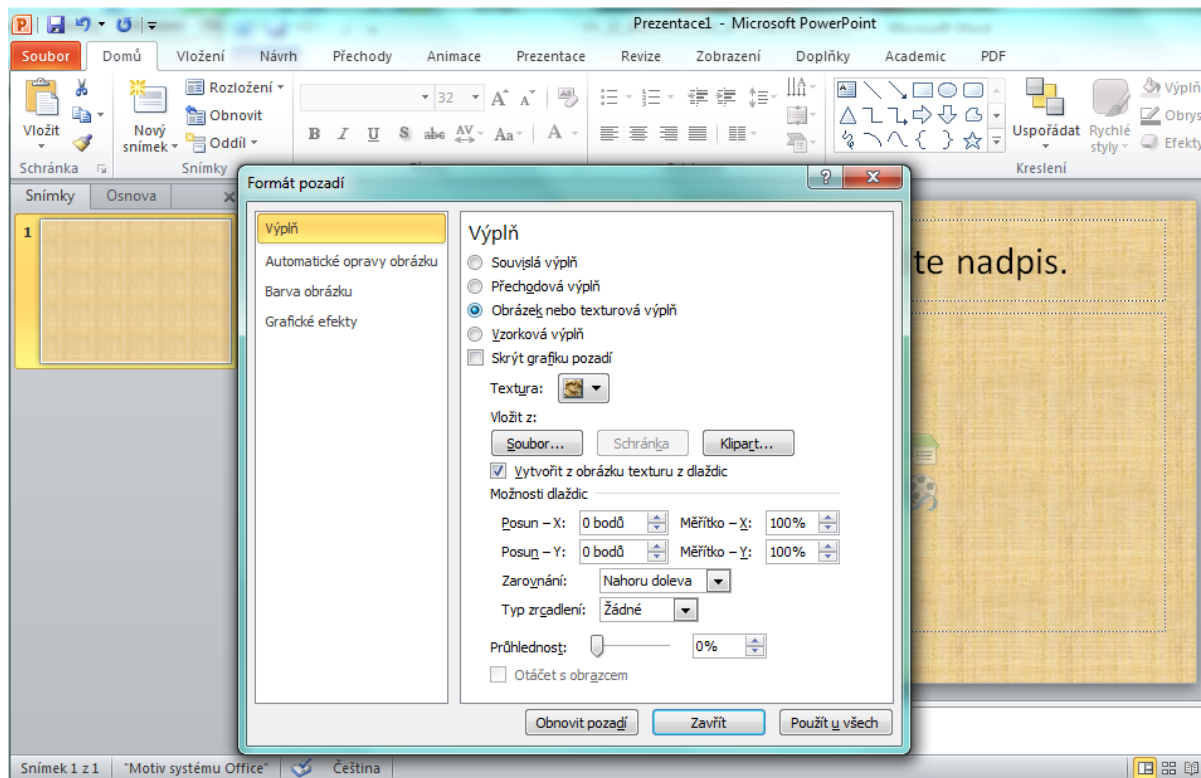 Prezentace1 - Microsoft PowerPoint
Soubor Domů Vložení Návrh Přechody Animace Prezentace Revize Zobrazení Doplňky Academic PDF
Vložit
Nový snímek
Rozložení
Obnovit
Oddíl
32
B I U S abc AV Aa A
Uspořádat
Rychlé styly
Výplň
Obrys
Efekty
Schránka Snímky Kreslení
Snímky Osnova
1
te nadpis.
Formát pozadí
Výplň
Automatické opravy obrázku
Barva obrázku
Grafické efekty
Výplň
Souvislá výplň
Přechodová výplň
Obrázek nebo texturová výplň
Vzorková výplň
Skrýt grafiku pozadí
Textura:
Vložit z:
Soubor... Schránka Klipart...
Vytvořit z obrázku texturu z dlaždic
Možnosti dlaždic
Posun – X: 0 bodů Měřítko – X: 100%
Posun – Y: 0 bodů Měřítko – Y: 100%
Zarovnání: Nahoru doleva
Typ zrcadlení: Žádné
Průhlednost: 0%
Otáčet s obrazcem
Obnovit pozadí Zavřít Použít u všech
Snímek 1 z 1 "Motiv systému Office" Čeština